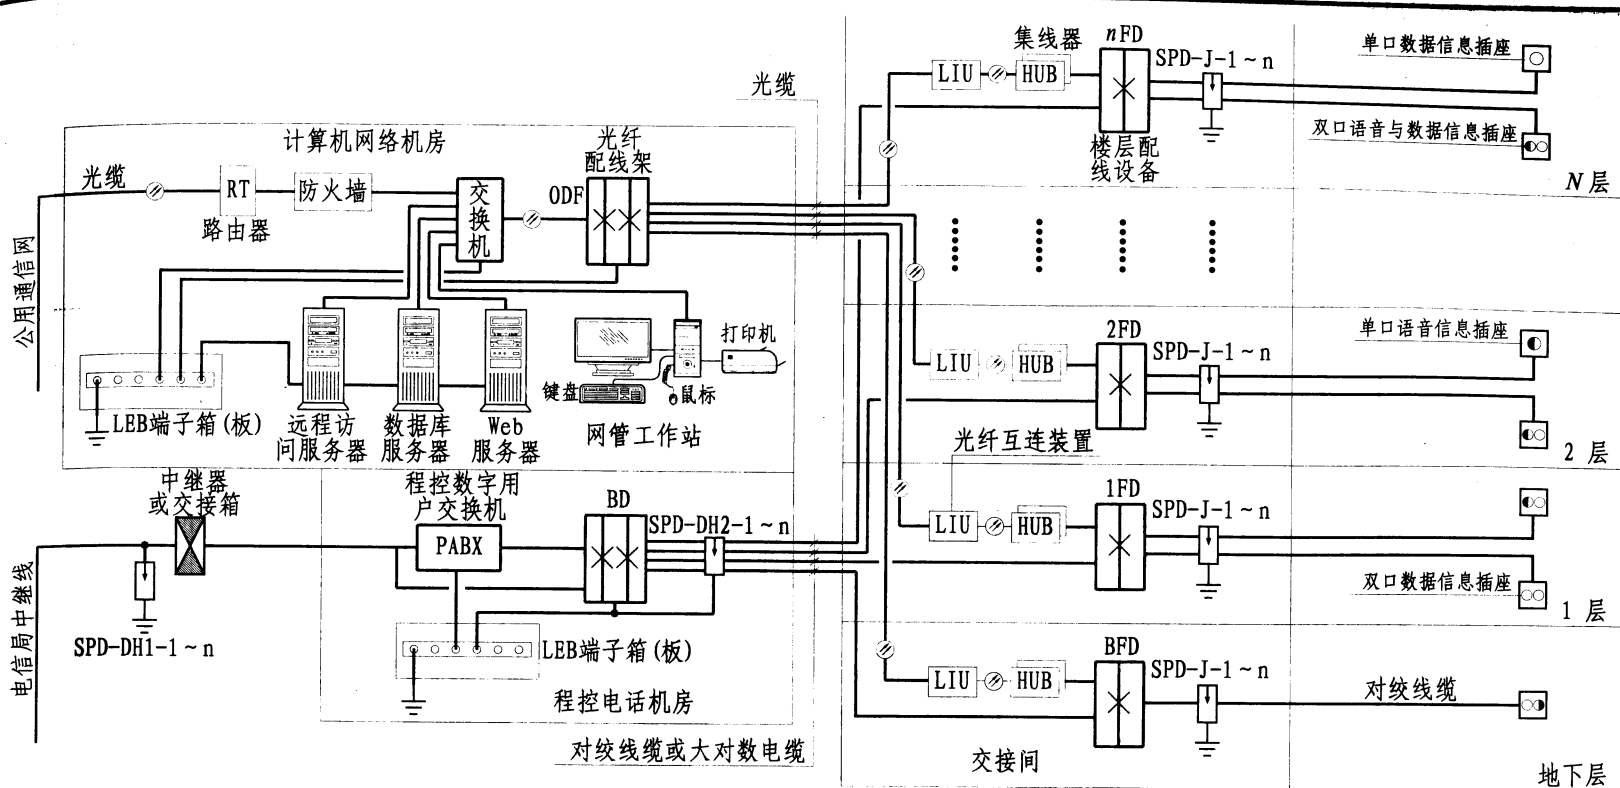 集线器
nFD
SPD-J-1~n
单口数据信息插座
LIU
HUB
光缆
双口语音与数据信息插座
楼层配
线设备
N层
计算机网络机房
光纤
配线架
光缆
RT
防火墙
交
换
机
ODF
路由器
公用通信网
2FD
SPD-J-1~n
单口语音信息插座
LIU
HUB
打印机
键盘
鼠标
LEB端子箱(板)
远程访
问服务器
数据库
服务器
Web
服务器
网管工作站
光纤互连装置
2 层
中继器
或交接箱
程控数字用
户交换机
BD
SPD-DH2-1~n
PABX
1FD
SPD-J-1~n
LIU
HUB
双口数据信息插座
1 层
电信局中继线
SPD-DH1-1~n
LEB端子箱(板)
程控电话机房
BFD
SPD-J-1~n
LIU
HUB
对绞线缆
对绞线缆或大对数电缆
交接间
地下层